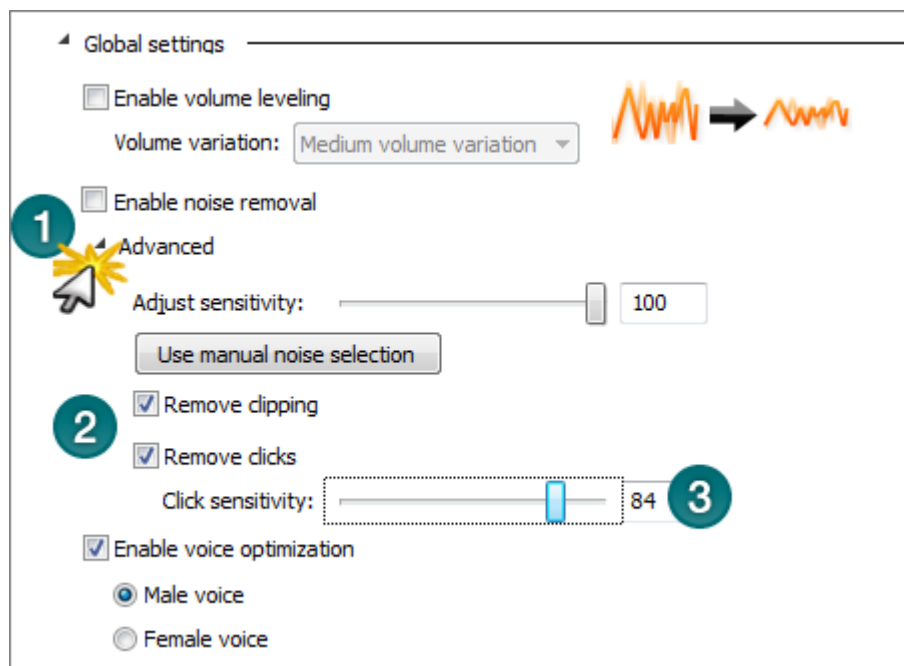 Global settings
Enable volume leveling
Volume variation: Medium volume variation
Enable noise removal
1
Advanced
Adjust sensitivity: 100
Use manual noise selection
2
Remove clipping
Remove clicks
Click sensitivity: 84 3
Enable voice optimization
Male voice
Female voice